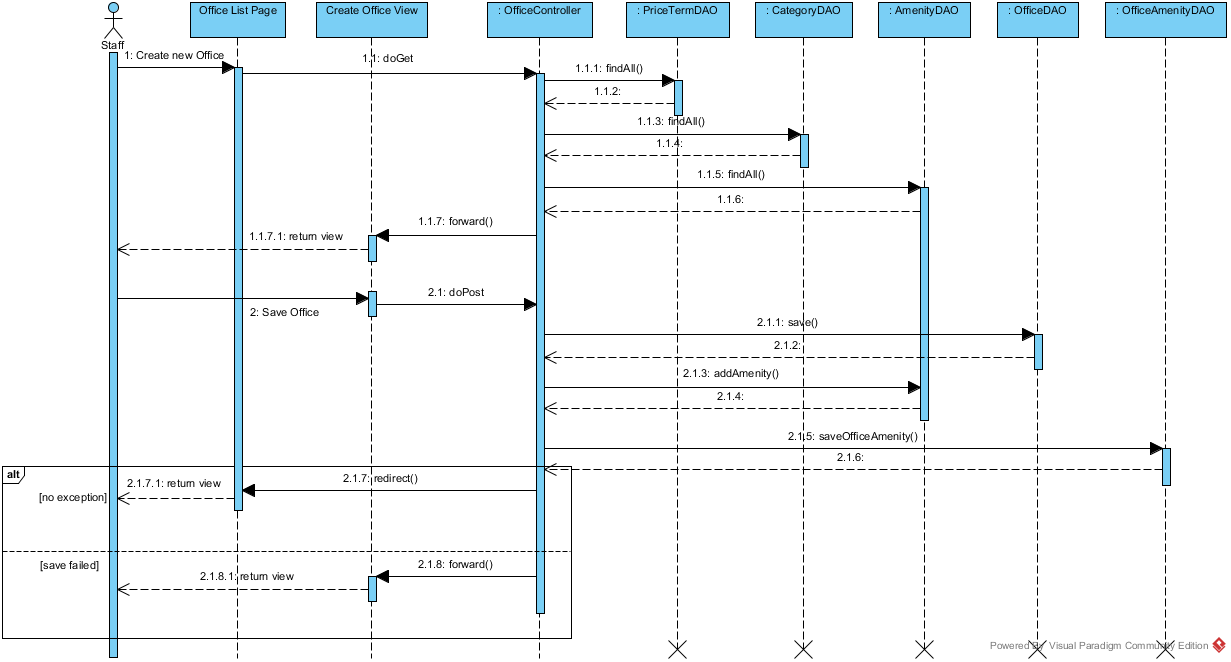 Office List Page
Create Office View
: OfficeController
: PriceTermDAO
: CategoryDAO
: AmenityDAO
: OfficeDAO
: OfficeAmenityDAO
Staff
1: Create new Office
1.1: doGet
1.1.1: findAll()
1.1.2:
1.1.3: findAll()
1.1.4:
1.1.5: findAll()
1.1.6:
1.1.7: forward()
1.1.7.1: return view
2.1: doPost
2: Save Office
2.1.1: save()
2.1.2:
2.1.3: addAmenity()
2.1.4:
2.1.5: saveOfficeAmenity()
2.1.6:
alt
2.1.7: redirect()
2.1.7.1: return view
[no exception]
[save failed]
2.1.8: forward()
2.1.8.1: return view
Powered By Visual Paradigm Community Edition